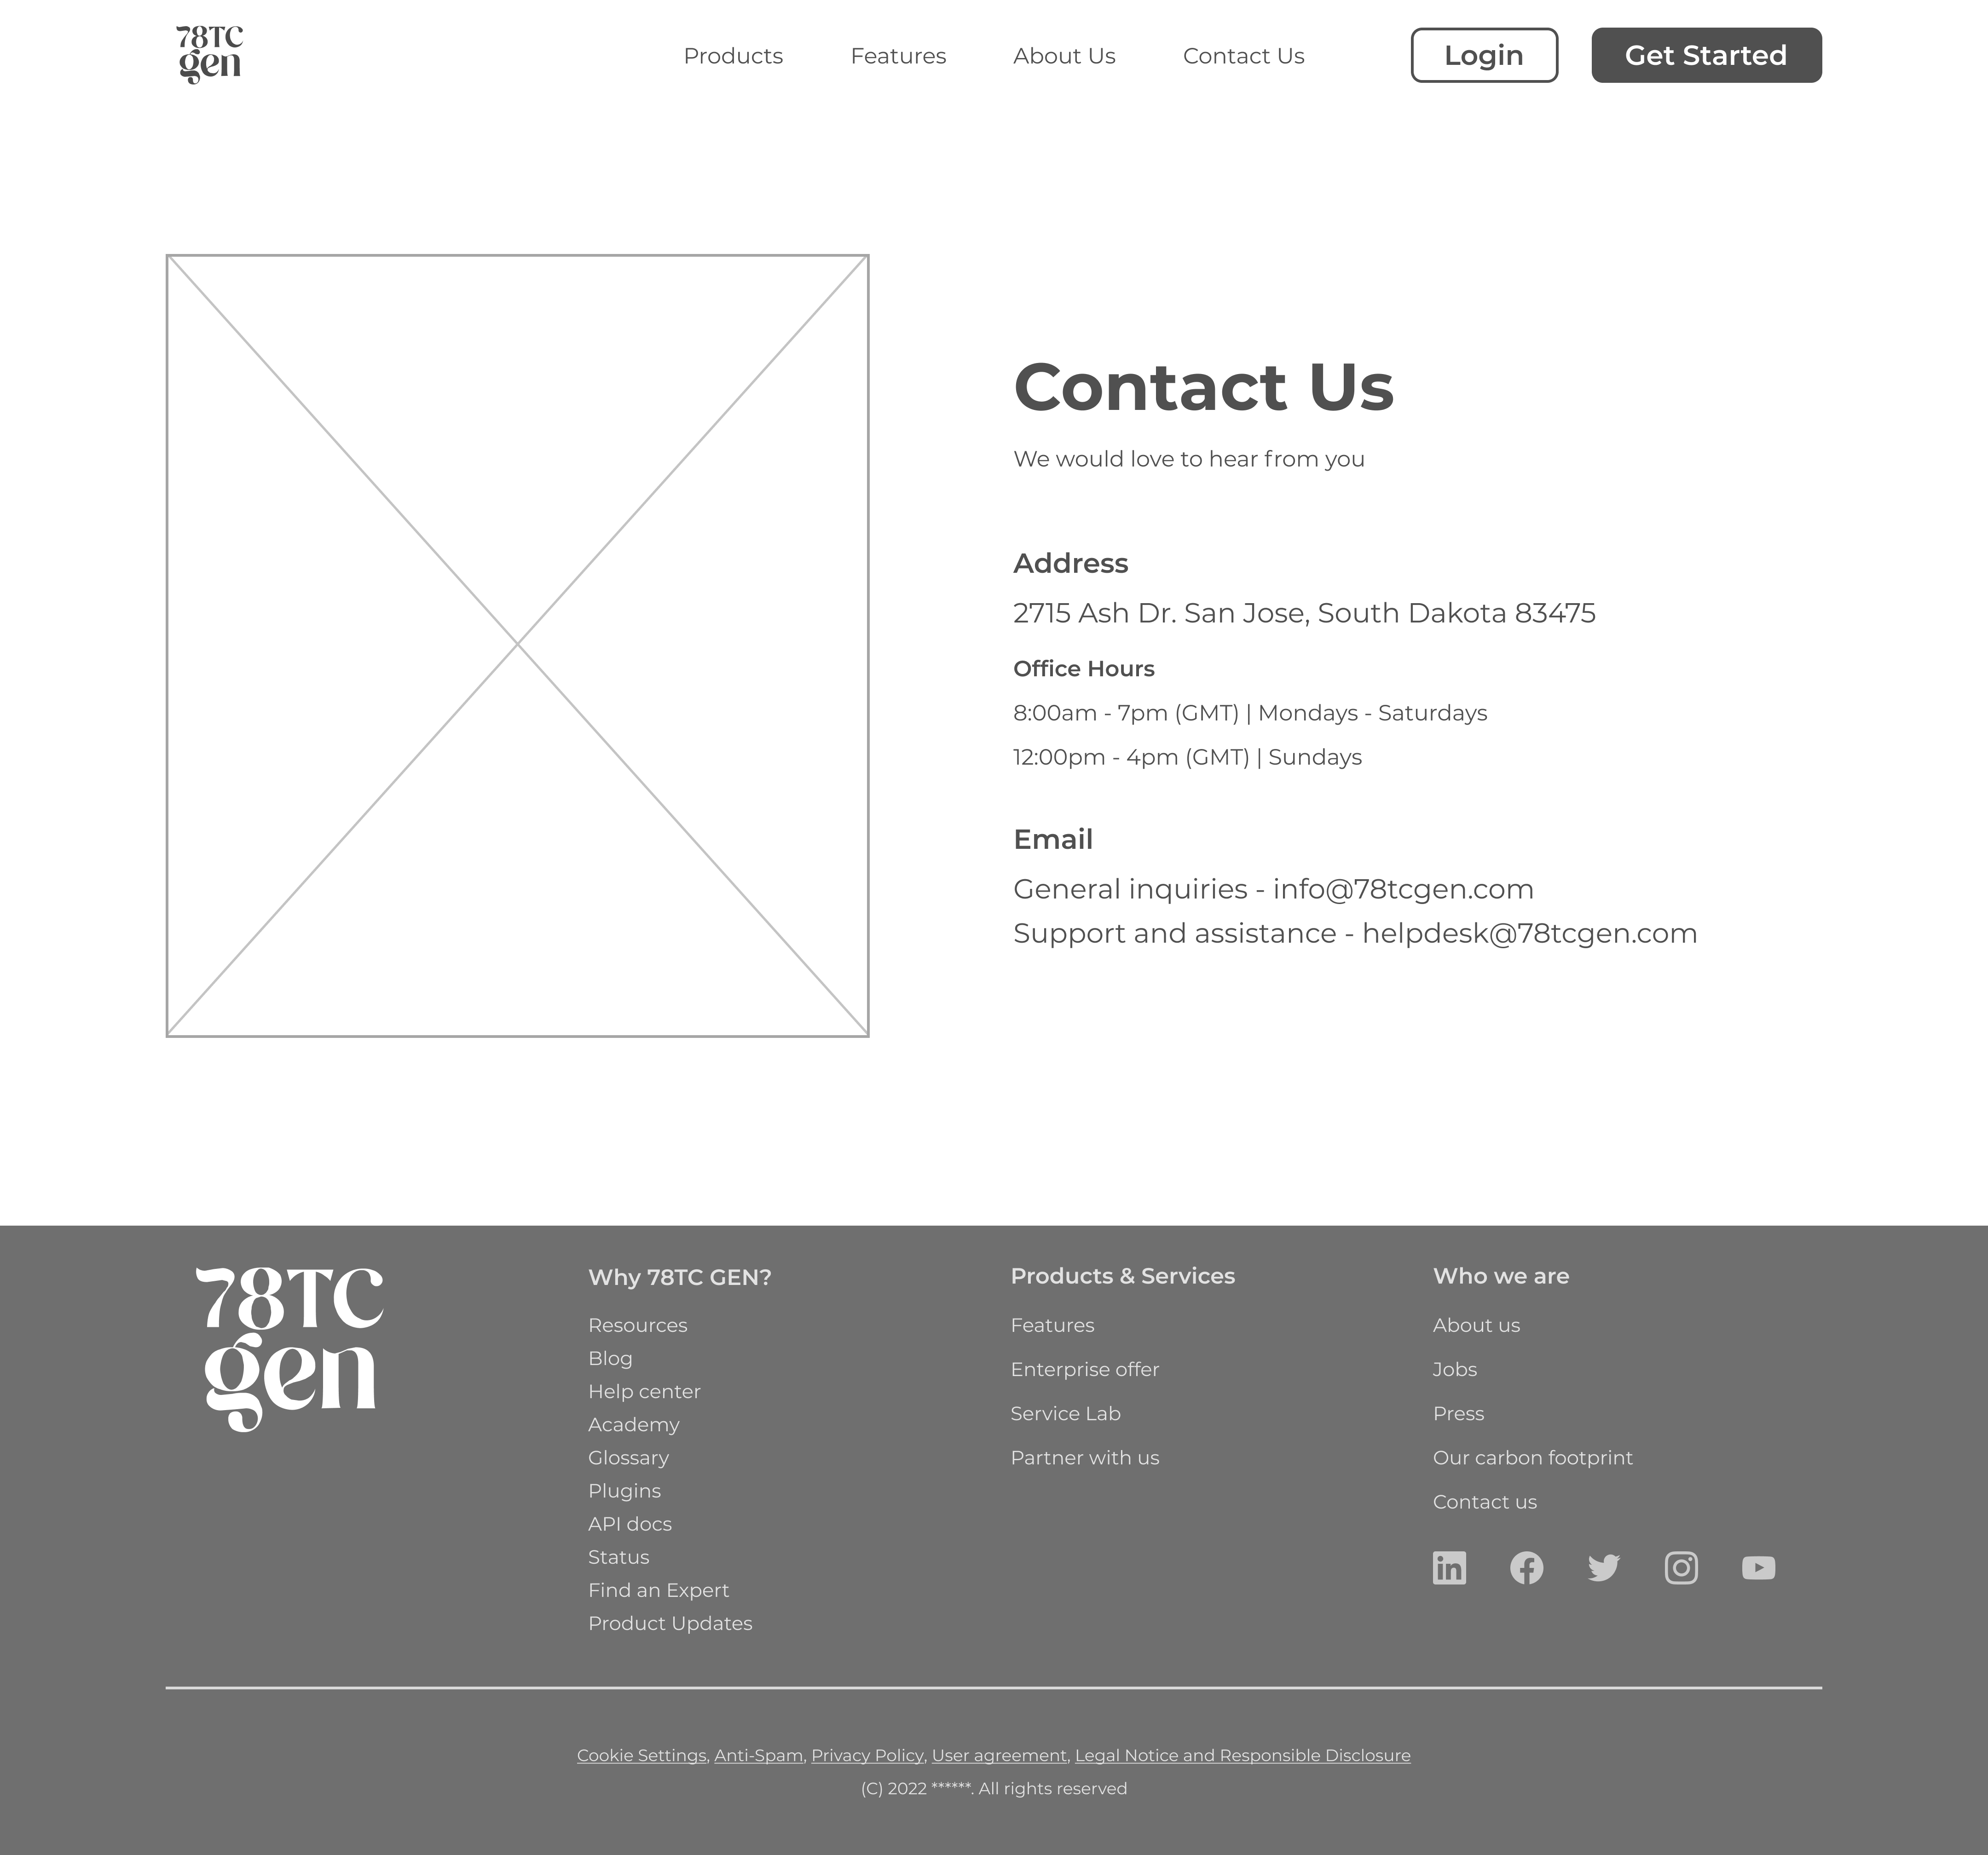 78TC
gen
Products Features About Us Contact Us Login Get Started
Contact Us
We would love to hear from you
Address
2715 Ash Dr. San Jose, South Dakota 83475
Office Hours
8:00am - 7pm (GMT) | Mondays - Saturdays
12:00pm - 4pm (GMT) | Sundays
Email
General inquiries - info@78tcgen.com
Support and assistance - helpdesk@78tcgen.com
78TC
gen
Why 78TC GEN?
Resources
Blog
Help center
Academy
Glossary
Plugins
API docs
Status
Find an Expert
Product Updates
Products & Services
Features
Enterprise offer
Service Lab
Partner with us
Who we are
About us
Jobs
Press
Our carbon footprint
Contact us
in
Cookie Settings, Anti-Spam, Privacy Policy, User agreement, Legal Notice and Responsible Disclosure
(C) 2022 ******. All rights reserved